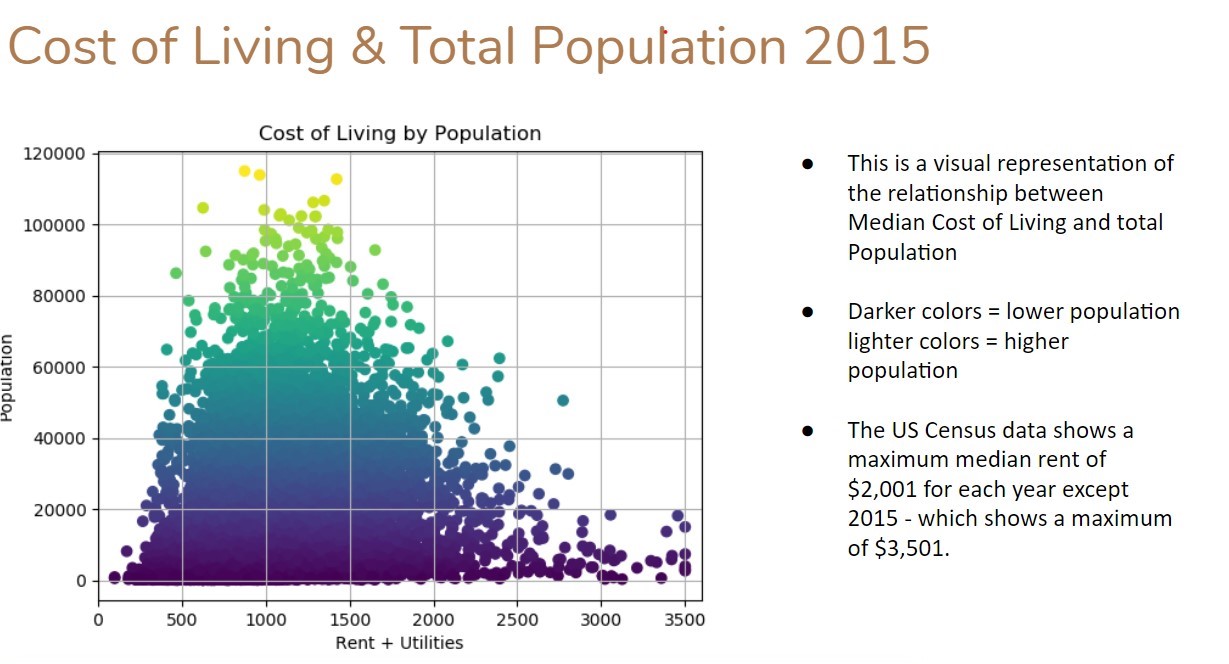 Cost of Living & Total Population 2015
Cost of Living by Population
120000
100000
80000
60000
40000
20000
0
Population
0 500 1000 1500 2000 2500 3000 3500
Rent + Utilities
● This is a visual representation of
the relationship between
Median Cost of Living and total
Population
● Darker colors = lower population
lighter colors = higher
population
● The US Census data shows a
maximum median rent of
$2,001 for each year except
2015 - which shows a maximum
of $3,501.